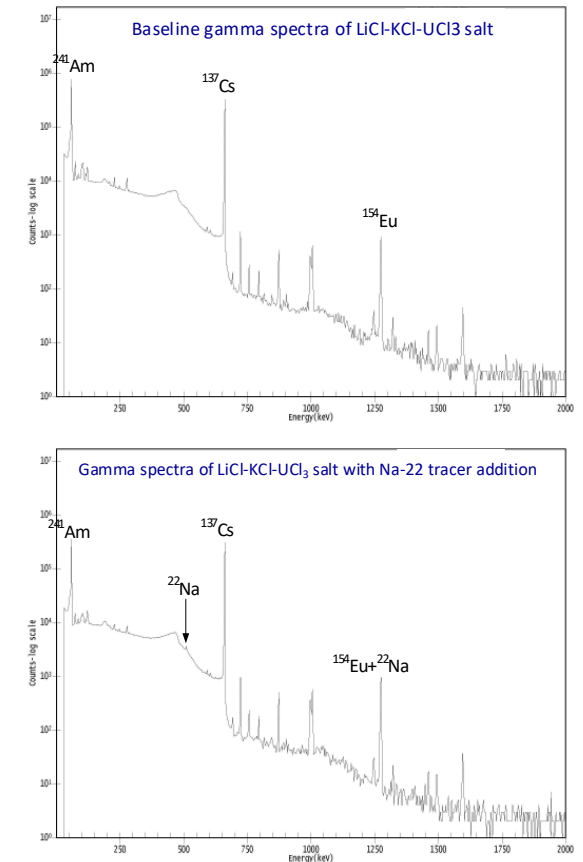 Baseline gamma spectra of LiCl-KCl-UCl3 salt
10⁷
²⁴¹Am
10⁶
¹³⁷Cs
10⁵
10⁴
¹⁵⁴Eu
10³
10²
10¹
10⁰
Counts-log scale
250 500 750 1000 1250 1500 1750 2000
Energy(keV)
Gamma spectra of LiCl-KCl-UCl₃ salt with Na-22 tracer addition
10⁷
²⁴¹Am
10⁶
¹³⁷Cs
10⁵
²²Na
10⁴
¹⁵⁴Eu+²²Na
10³
10²
10¹
10⁰
Counts-log scale
250 500 750 1000 1250 1500 1750 2000
Energy(keV)